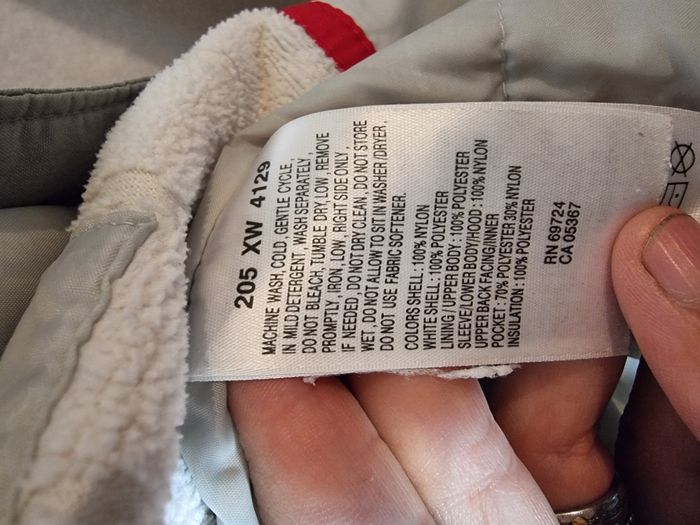 205 XW 4129
MACHINE WASH, COLD, GENTLE CYCLE,
IN MILD DETERGENT, WASH SEPARATELY,
DO NOT BLEACH, TUMBLE DRY, LOW, REMOVE
PROMPTLY, IRON, LOW, RIGHT SIDE ONLY,
IF NEEDED, DO NOT DRY CLEAN, DO NOT STORE
WET, DO NOT ALLOW TO SIT IN WASHER/DRYER,
DO NOT USE FABRIC SOFTENER.
COLORS SHELL: 100% NYLON
WHITE SHELL: 100% POLYESTER
LINING/UPPER BODY: 100% POLYESTER
SLEEVE/LOWER BODY/HOOD: 100% NYLON
UPPER BACK FACING/INNER
POCKET: 70% POLYESTER 30% NYLON
INSULATION: 100% POLYESTER
RN 69724
CA 05367